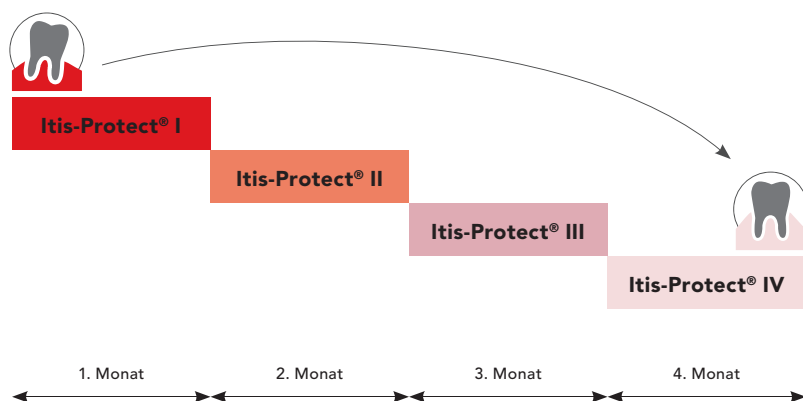 Itis-Protect® I
Itis-Protect® II
Itis-Protect® III
Itis-Protect® IV
1. Monat
2. Monat
3. Monat
4. Monat